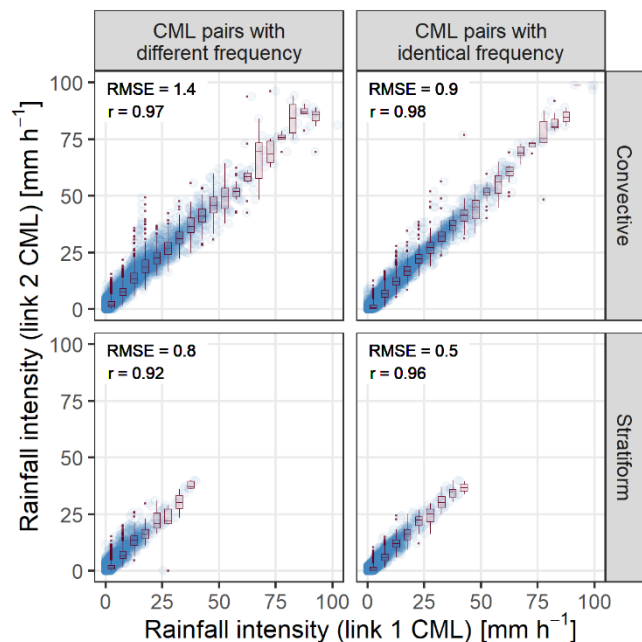 CML pairs with
different frequency
CML pairs with
identical frequency
Rainfall intensity (link 2 CML) [mm h⁻¹]
100
75
50
25
0
RMSE = 1.4
r = 0.97
RMSE = 0.9
r = 0.98
Convective
100
75
50
25
0
RMSE = 0.8
r = 0.92
RMSE = 0.5
r = 0.96
Stratiform
0 25 50 75 100 0 25 50 75 100
Rainfall intensity (link 1 CML) [mm h⁻¹]